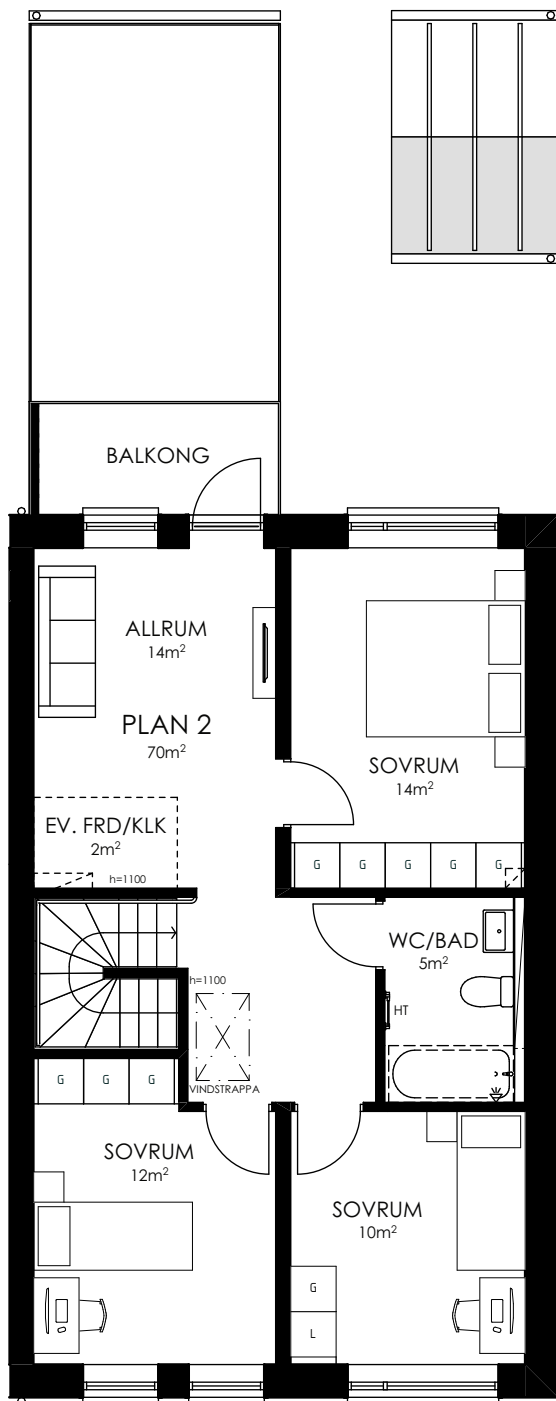 BALKONG
ALLRUM
14m²
PLAN 2
70m²
SOVRUM
14m²
EV. FRD/KLK
2m²
h=1100
G G G G G
WC/BAD
5m²
h=1100
HT
VINDSTRAPPA
G G G
SOVRUM
12m²
SOVRUM
10m²
G
L